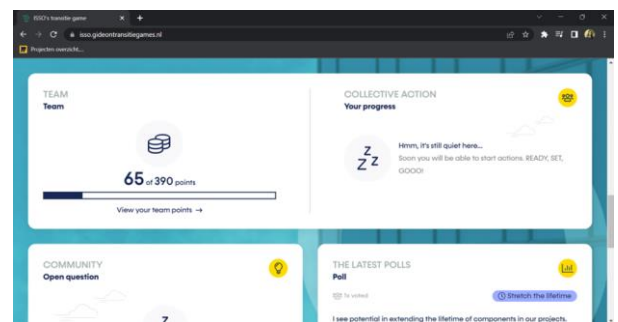 ISSO's transitie game
isso.gideontransitiegames.nl
Projecten overzicht,...
TEAM
Team
65 of 390 points
View your team points →
COLLECTIVE ACTION
Your progress
Z
Z Z
Hmm, it's still quiet here...
Soon you will be able to start actions. READY, SET,
GOOO!
COMMUNITY
Open question
Z
THE LATEST POLLS
Poll
voted
Stretch the lifetime
I see potential in extending the lifetime of components in our projects.